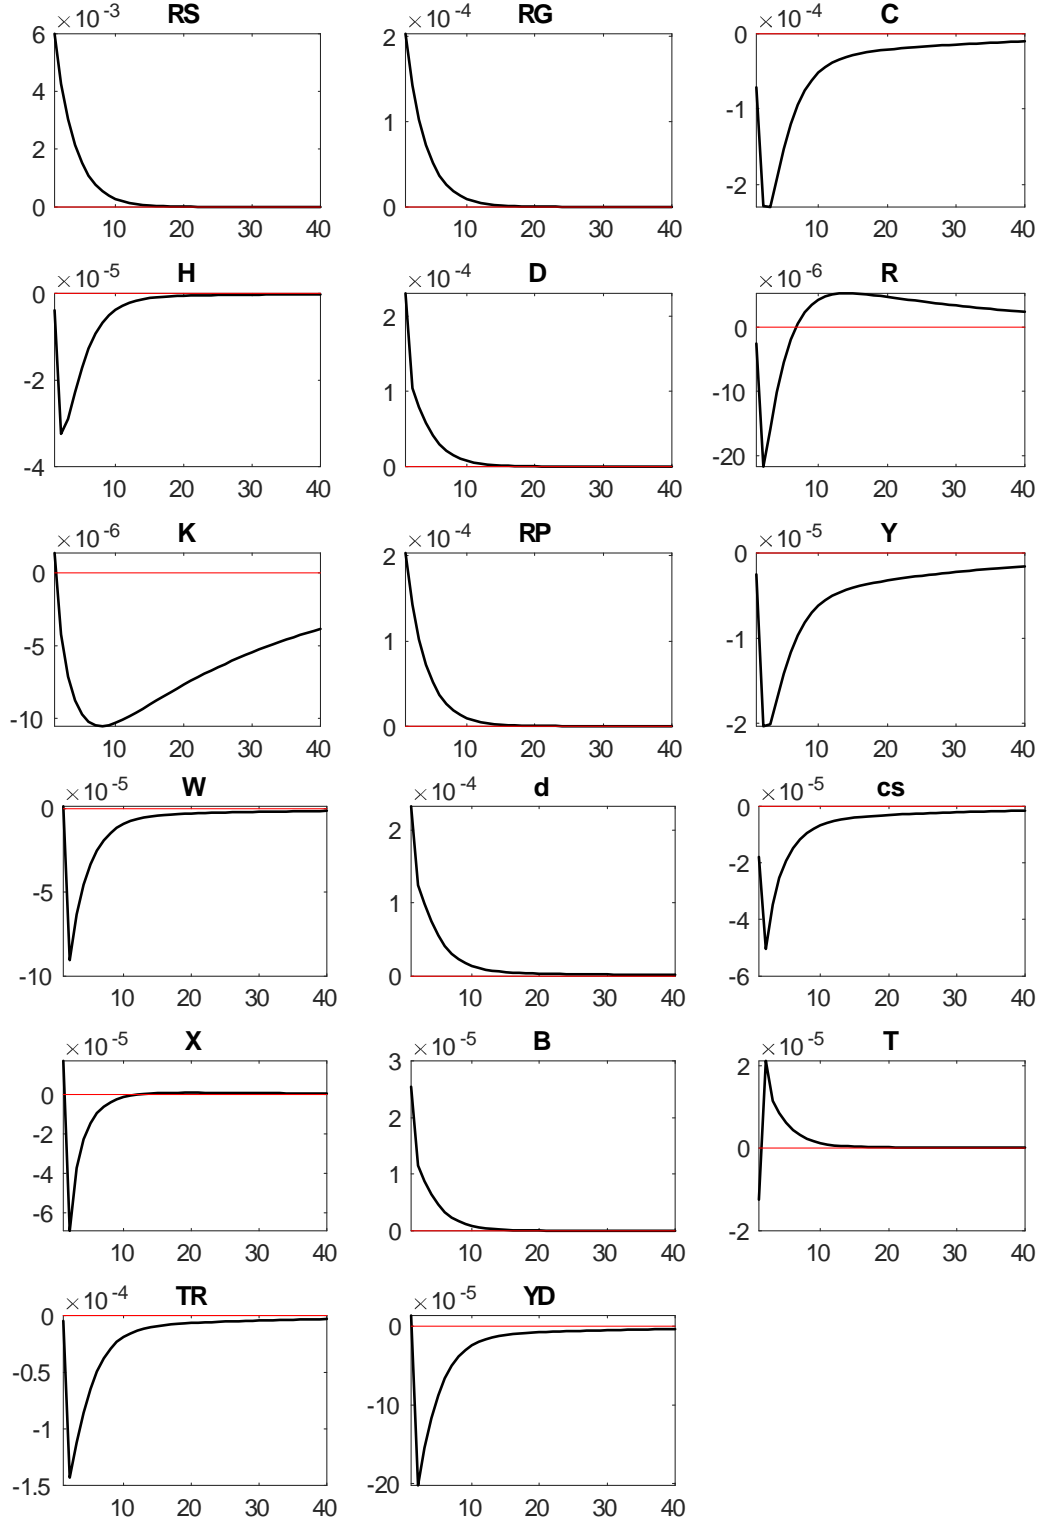 ×10⁻³ RS
6
4
2
0
10 20 30 40
×10⁻⁴ RG
2
1
0
10 20 30 40
×10⁻⁴ C
0
-1
-2
10 20 30 40
×10⁻⁵ H
0
-2
-4
10 20 30 40
×10⁻⁴ D
2
1
0
10 20 30 40
×10⁻⁶ R
0
-10
-20
10 20 30 40
×10⁻⁶ K
0
-5
-10
10 20 30 40
×10⁻⁴ RP
2
1
0
10 20 30 40
×10⁻⁵ Y
0
-1
-2
10 20 30 40
×10⁻⁵ W
0
-5
-10
10 20 30 40
×10⁻⁴ d
2
1
0
10 20 30 40
×10⁻⁵ cs
0
-2
-4
-6
10 20 30 40
×10⁻⁵ X
0
-2
-4
-6
10 20 30 40
×10⁻⁵ B
3
2
1
0
10 20 30 40
×10⁻⁵ T
2
0
-2
10 20 30 40
×10⁻⁴ TR
0
-0.5
-1
-1.5
10 20 30 40
×10⁻⁵ YD
0
-10
-20
10 20 30 40